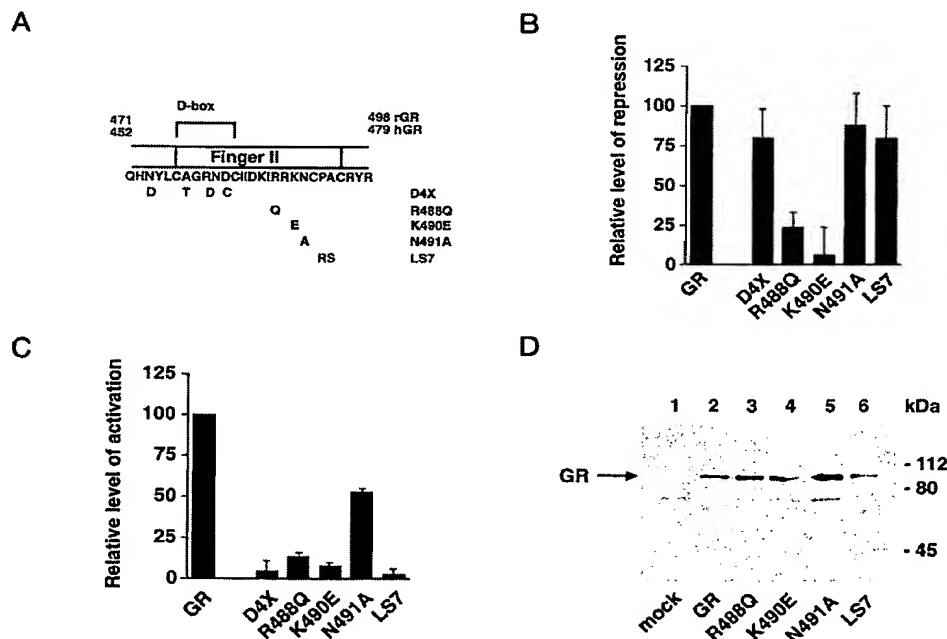 A
D-box
471
452
498 rGR
479 hGR
Finger II
QHNYLCAGRNDCIIDKIRRKNCPACRYR
D T D C D4X
Q R488Q
E K490E
A N491A
RS LS7
B
Relative level of repression
100
75
50
25
0
GR D4X R488Q K490E N491A LS7
C
Relative level of activation
100
75
50
25
0
GR D4X R488Q K490E N491A LS7
D
1 2 3 4 5 6 kDa
GR
- 112
- 80
- 45
mock GR R488Q K490E N491A LS7